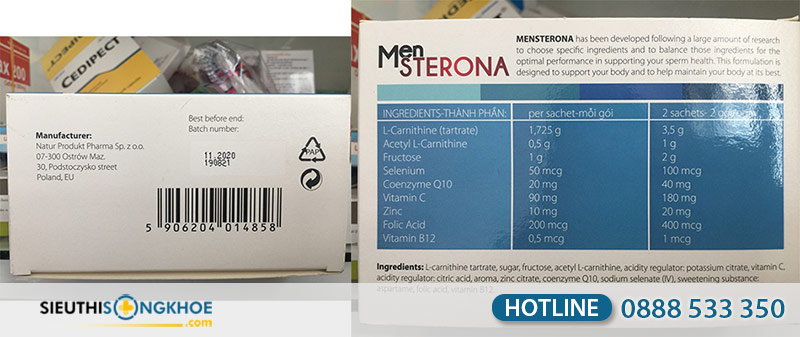 CEDIPECT
Manufacturer:
Natur Produkt Pharma Sp. z o.o.
07-300 Ostrów Maz.
30, Podstoczysko street
Poland, EU
Best before end:
Batch number:
11.2020
190821
PAP
5 906204 014858
SIEUTHISONGKHOE
.com
Men
STERONA
MENSTERONA has been developed following a large amount of research
to choose specific ingredients and to balance those ingredients for the
optimal performance in supporting your sperm health. This formulation is
designed to support your body and to help maintain your body at its best.
INGREDIENTS-THÀNH PHẦN: per sachet-mỗi gói 2 sachets- 2
L-Carnithine (tartrate) 1,725 g 3,5 g
Acetyl L-Carnithine 0,5 g 1 g
Fructose 1 g 2 g
Selenium 50 mcg 100 mcg
Coenzyme Q10 20 mg 40 mg
Vitamin C 90 mg 180 mg
Zinc 10 mg 20 mg
Folic Acid 200 mcg 400 mcg
Vitamin B12 0,5 mcg 1 mcg
Ingredients: L-carnithine tartrate, sugar, fructose, acetyl L-carnithine, acidity regulator: potassium citrate, vitamin C,
acidity regulator: citric acid, aroma, zinc citrate, coenzyme Q10, sodium selenate (IV), sweetening substance:
aspartame, folic acid, vitamin B12.
HOTLINE 0888 533 350